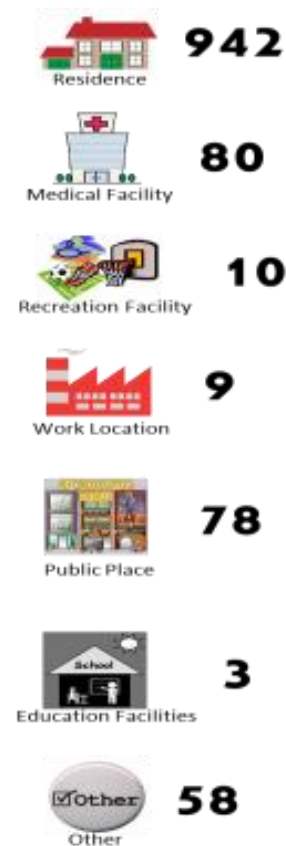 942
Residence
80
Medical Facility
10
Recreation Facility
9
Work Location
78
Public Place
School
Education Facilities
Other
58
Other